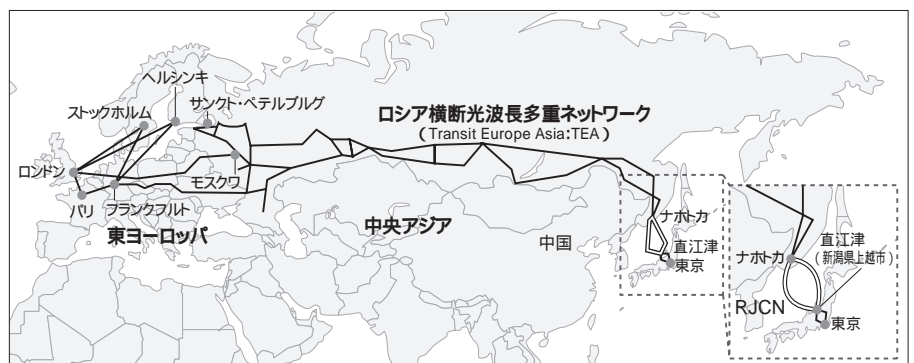 ヘルシンキ
サンクト・ペテルブルグ
ストックホルム
ロシア横断光波長多重ネットワーク
(Transit Europe Asia:TEA)
ロンドン
モスクワ
パリ
フランクフルト
東ヨーロッパ
中央アジア
中国
ナホトカ
直江津
東京
ナホトカ
直江津
(新潟県上越市)
RJCN
東京